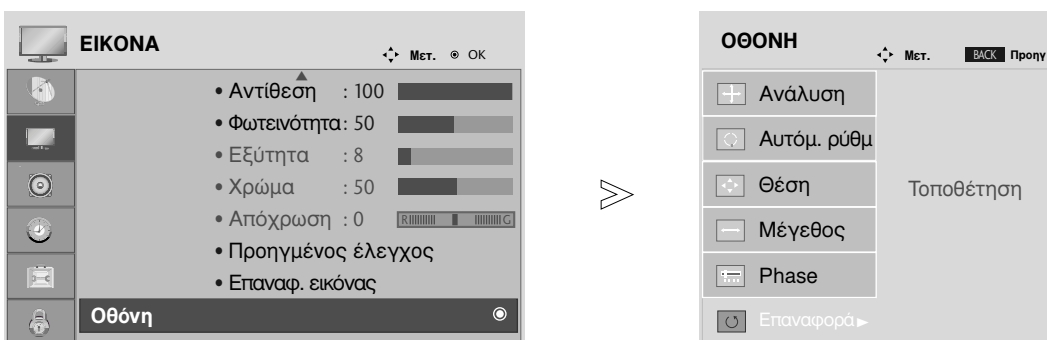 ΕΙΚΟΝΑ
Μετ. OK
• Αντίθεση : 100
• Φωτεινότητα : 50
• Εξύτητα : 8
• Χρώμα : 50
• Απόχρωση : 0 R G
• Προηγμένος έλεγχος
• Επαναφ. εικόνας
Οθόνη
ΟΘΟΝΗ
Μετ. BACK Προηγ
Ανάλυση
Αυτόμ. ρύθμ
Θέση
Μέγεθος
Phase
Επαναφορά ►
Τοποθέτηση